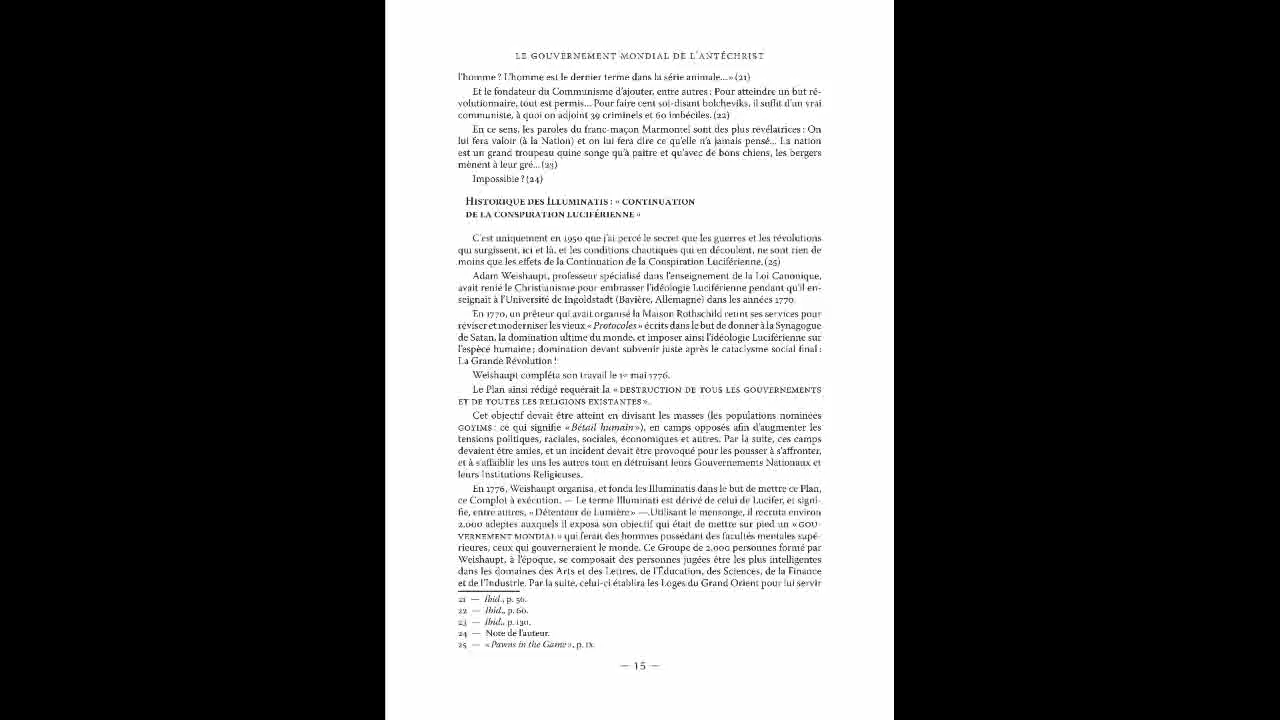 LE GOUVERNEMENT MONDIAL DE L'ANTÉCHRIST
l'homme ? L'homme est le dernier terme dans la série animale... » (21)
Et le fondateur du Communisme d'ajouter, entre autres : Pour atteindre un but ré-
volutionnaire, tout est permis... Pour faire cent soi-disant bolcheviks, il suffit d'un vrai
communiste, à quoi on adjoint 39 criminels et 60 imbéciles. (22)
En ce sens, les paroles du franc-maçon Marmontel sont des plus révélatrices : On
lui fera valoir (à la Nation) et on lui fera dire ce qu'elle n'a jamais pensé... La nation
est un grand troupeau quine songe qu'à paître et qu'avec de bons chiens, les bergers
mènent à leur gré... (23)
Impossible ? (24)
HISTORIQUE DES ILLUMINATIS : « CONTINUATION
DE LA CONSPIRATION LUCIFÉRIENNE »
C'est uniquement en 1950 que j'ai percé le secret que les guerres et les révolutions
qui surgissent, ici et là, et les conditions chaotiques qui en découlent, ne sont rien de
moins que les effets de la Continuation de la Conspiration Luciférienne. (25)
Adam Weishaupt, professeur spécialisé dans l'enseignement de la Loi Canonique,
avait renié le Christianisme pour embrasser l'idéologie Luciférienne pendant qu'il en-
seignait à l'Université de Ingoldstadt (Bavière, Allemagne) dans les années 1770.
En 1770, un prêteur qui avait organisé la Maison Rothschild retint ses services pour
réviser et moderniser les vieux « Protocoles » écrits dans le but de donner à la Synagogue
de Satan, la domination ultime du monde, et imposer ainsi l'idéologie Luciférienne sur
l'espèce humaine ; domination devant subvenir juste après le cataclysme social final :
La Grande Révolution !
Weishaupt compléta son travail le 1er mai 1776.
Le Plan ainsi rédigé requérait la « DESTRUCTION DE TOUS LES GOUVERNEMENTS
ET DE TOUTES LES RELIGIONS EXISTANTES ».
Cet objectif devait être atteint en divisant les masses (les populations nominées
GOYIMS : ce qui signifie « Bétail humain »), en camps opposés afin d'augmenter les
tensions politiques, raciales, sociales, économiques et autres. Par la suite, ces camps
devaient être armés, et un incident devait être provoqué pour les pousser à s'affronter,
et à s'affaiblir les uns les autres tout en détruisant leurs Gouvernements Nationaux et
leurs Institutions Religieuses.
En 1776, Weishaupt organisa, et fonda les Illuminatis dans le but de mettre ce Plan,
ce Complot à exécution. — Le terme Illuminati est dérivé de celui de Lucifer, et signi-
fie, entre autres, « Détenteur de Lumière » —.Utilisant le mensonge, il recruta environ
2.000 adeptes auxquels il exposa son objectif qui était de mettre sur pied un « GOU-
VERNEMENT MONDIAL » qui ferait des hommes possédant des facultés mentales supé-
rieures, ceux qui gouverneraient le monde. Ce Groupe de 2.000 personnes formé par
Weishaupt, à l'époque, se composait des personnes jugées être les plus intelligentes
dans les domaines des Arts et des Lettres, de l'Éducation, des Sciences, de la Finance
et de l'Industrie. Par la suite, celui-ci établira les Loges du Grand Orient pour lui servir
21 — Ibid., p. 56.
22 — Ibid., p. 60.
23 — Ibid., p. 130.
24 — Note de l'auteur.
25 — « Pawns in the Game », p. IX.
— 15 —